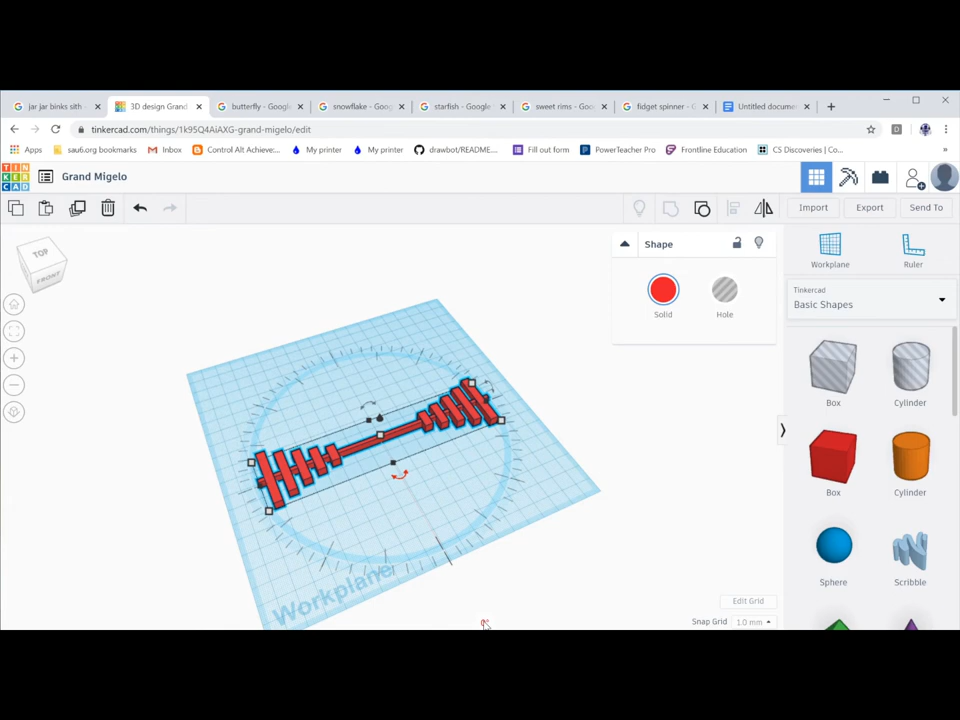 jar jar binks sith -
3D design Grand
butterfly - Google
snowflake - Goog
starfish - Google
sweet rims - Goo
fidget spinner - G
Untitled docume
tinkercad.com/things/1k95Q4AiAXG-grand-migelo/edit
Apps
sau6.org bookmarks
Inbox
Control Alt Achieve:...
My printer
My printer
drawbot/README...
Fill out form
PowerTeacher Pro
Frontline Education
CS Discoveries | Co...
»
TIN
KER
CAD
Grand Migelo
Import
Export
Send To
TOP
FRONT
Shape
Solid
Hole
Workplane
Ruler
Tinkercad
Basic Shapes
Box
Cylinder
Box
Cylinder
Sphere
Scribble
Workplane
Edit Grid
Snap Grid 1.0 mm